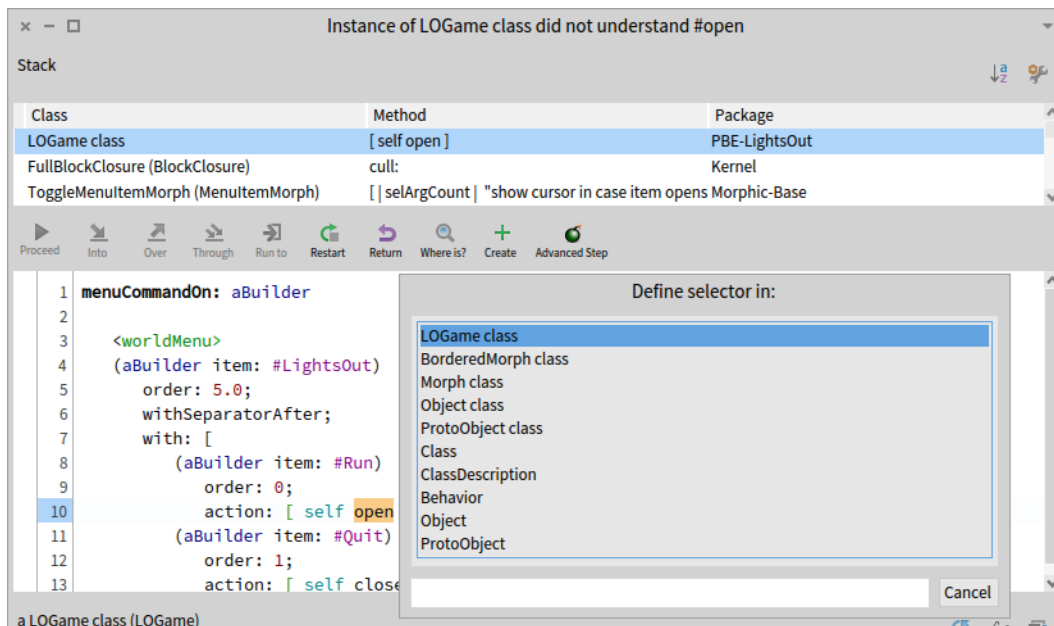 Instance of LOGame class did not understand #open
Stack
Class Method Package
LOGame class [ self open ] PBE-LightsOut
FullBlockClosure (BlockClosure) cull: Kernel
ToggleMenuItemMorph (MenuItemMorph) [ | selArgCount | "show cursor in case item opens Morphic-Base
Proceed Into Over Through Run to Restart Return Where is? Create Advanced Step
1 menuCommandOn: aBuilder
2
3 <worldMenu>
4 (aBuilder item: #LightsOut)
5 order: 5.0;
6 withSeparatorAfter;
7 with: [
8 (aBuilder item: #Run)
9 order: 0;
10 action: [ self open
11 (aBuilder item: #Quit)
12 order: 1;
13 action: [ self close
Define selector in:
LOGame class
BorderedMorph class
Morph class
Object class
ProtoObject class
Class
ClassDescription
Behavior
Object
ProtoObject
Cancel
a LOGame class (LOGame)